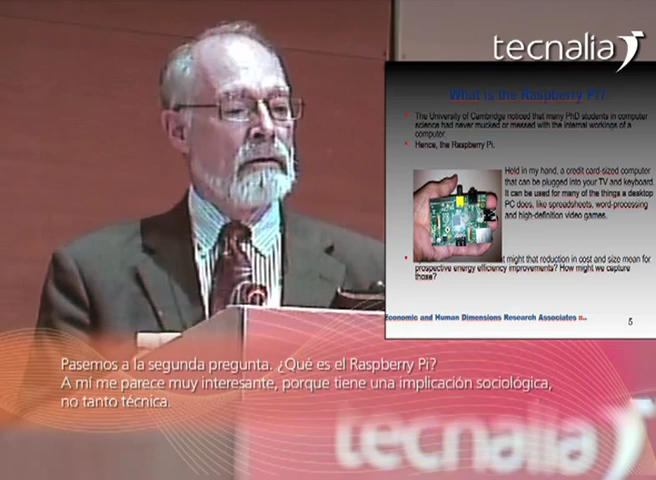 tecnalia
What is the Raspberry Pi?
The University of Cambridge noticed that many PhD students in computer
science had never mucked or messed with the internal workings of a
computer.
Hence, the Raspberry Pi.
Held in my hand, a credit card-sized computer
that can be plugged into your TV and keyboard.
It can be used for many of the things a desktop
PC does, like spreadsheets, word-processing
and high-definition video games.
might that reduction in cost and size mean for
prospective energy efficiency improvements? How might we capture
those?
Economic and Human Dimensions Research Associates
5
Pasemos a la segunda pregunta. ¿Qué es el Raspberry Pi?
A mí me parece muy interesante, porque tiene una implicación sociológica,
no tanto técnica.
tecnalia